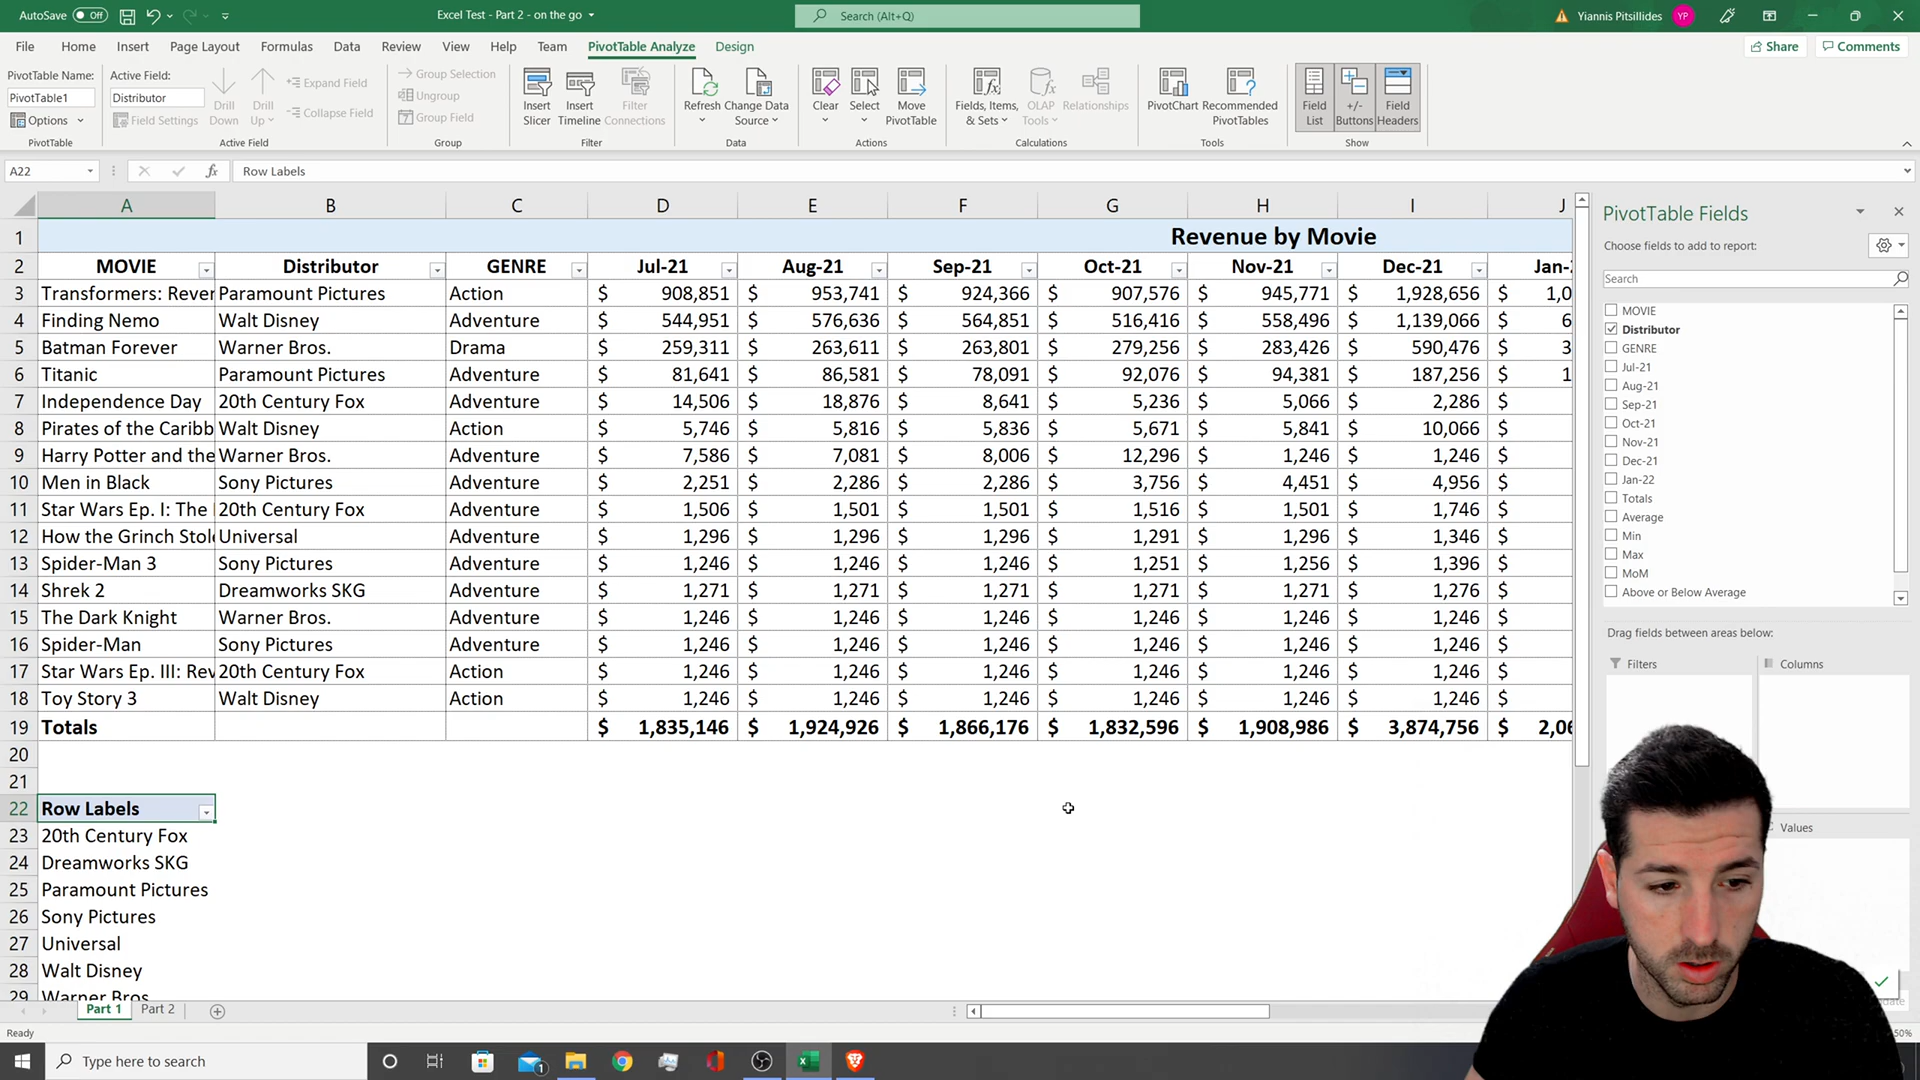 AutoSave Off Excel Test - Part 2 - on the go Search (Alt+Q) Yiannis Pitsillides YP
File Home Insert Page Layout Formulas Data Review View Help Team PivotTable Analyze Design Share Comments
PivotTable Name: Active Field:
PivotTable1 Distributor
Options Field Settings
Drill Down Drill Up
Expand Field
Collapse Field
Group Selection
Ungroup
Group Field
Insert Slicer Insert Timeline Filter Connections
Refresh Change Data Source
Clear Select Move PivotTable
Fields, Items, & Sets OLAP Tools Relationships
PivotChart Recommended PivotTables
Field List +/- Buttons Field Headers
PivotTable Active Field Group Filter Data Actions Calculations Tools Show
A22 fx Row Labels
A B C D E F G H I J
1 Revenue by Movie
2 MOVIE Distributor GENRE Jul-21 Aug-21 Sep-21 Oct-21 Nov-21 Dec-21 Jan-
3 Transformers: Rever Paramount Pictures Action $ 908,851 $ 953,741 $ 924,366 $ 907,576 $ 945,771 $ 1,928,656 $ 1,0
4 Finding Nemo Walt Disney Adventure $ 544,951 $ 576,636 $ 564,851 $ 516,416 $ 558,496 $ 1,139,066 $ 6
5 Batman Forever Warner Bros. Drama $ 259,311 $ 263,611 $ 263,801 $ 279,256 $ 283,426 $ 590,476 $ 3
6 Titanic Paramount Pictures Adventure $ 81,641 $ 86,581 $ 78,091 $ 92,076 $ 94,381 $ 187,256 $ 1
7 Independence Day 20th Century Fox Adventure $ 14,506 $ 18,876 $ 8,641 $ 5,236 $ 5,066 $ 2,286 $
8 Pirates of the Caribb Walt Disney Action $ 5,746 $ 5,816 $ 5,836 $ 5,671 $ 5,841 $ 10,066 $
9 Harry Potter and the Warner Bros. Adventure $ 7,586 $ 7,081 $ 8,006 $ 12,296 $ 1,246 $ 1,246 $
10 Men in Black Sony Pictures Adventure $ 2,251 $ 2,286 $ 2,286 $ 3,756 $ 4,451 $ 4,956 $
11 Star Wars Ep. I: The 20th Century Fox Adventure $ 1,506 $ 1,501 $ 1,501 $ 1,516 $ 1,501 $ 1,746 $
12 How the Grinch Stol Universal Adventure $ 1,296 $ 1,296 $ 1,296 $ 1,291 $ 1,296 $ 1,346 $
13 Spider-Man 3 Sony Pictures Adventure $ 1,246 $ 1,246 $ 1,246 $ 1,251 $ 1,256 $ 1,396 $
14 Shrek 2 Dreamworks SKG Adventure $ 1,271 $ 1,271 $ 1,271 $ 1,271 $ 1,271 $ 1,276 $
15 The Dark Knight Warner Bros. Adventure $ 1,246 $ 1,246 $ 1,246 $ 1,246 $ 1,246 $ 1,246 $
16 Spider-Man Sony Pictures Adventure $ 1,246 $ 1,246 $ 1,246 $ 1,246 $ 1,246 $ 1,246 $
17 Star Wars Ep. III: Rev 20th Century Fox Action $ 1,246 $ 1,246 $ 1,246 $ 1,246 $ 1,246 $ 1,246 $
18 Toy Story 3 Walt Disney Action $ 1,246 $ 1,246 $ 1,246 $ 1,246 $ 1,246 $ 1,246 $
19 Totals $ 1,835,146 $ 1,924,926 $ 1,866,176 $ 1,832,596 $ 1,908,986 $ 3,874,756 $ 2,06
20
21
22 Row Labels
23 20th Century Fox
24 Dreamworks SKG
25 Paramount Pictures
26 Sony Pictures
27 Universal
28 Walt Disney
29 Warner Bros.
Part 1 Part 2
Ready 50%
PivotTable Fields
Choose fields to add to report:
Search
MOVIE
Distributor
GENRE
Jul-21
Aug-21
Sep-21
Oct-21
Nov-21
Dec-21
Jan-22
Totals
Average
Min
Max
MoM
Above or Below Average
Drag fields between areas below:
Filters Columns
Values
Type here to search 1